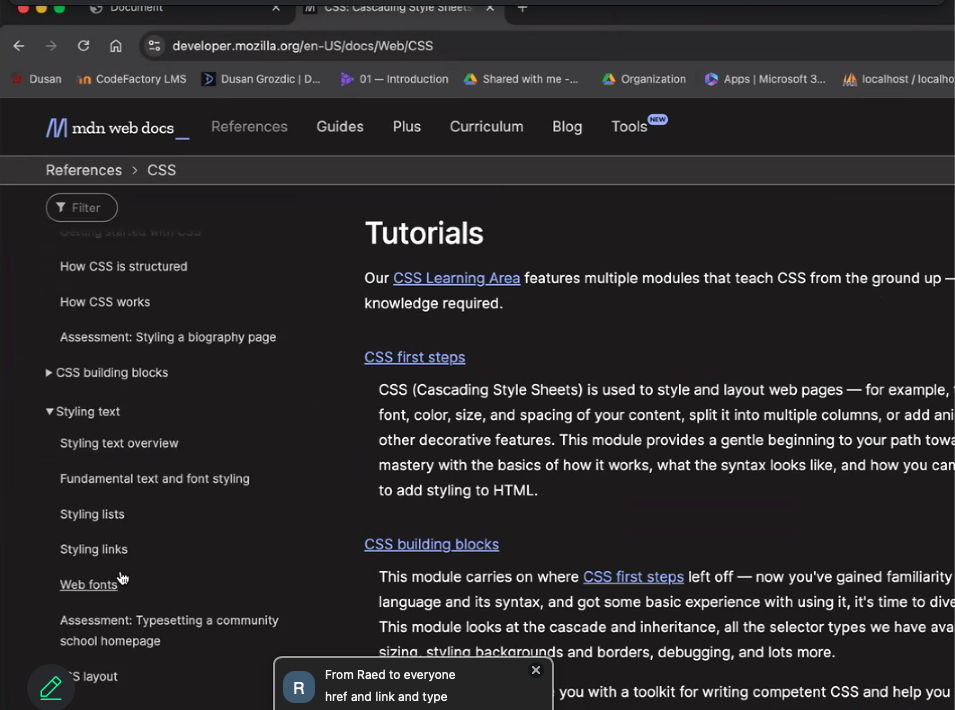 Document
CSS: Cascading Style Sheets
developer.mozilla.org/en-US/docs/Web/CSS
Dusan
CodeFactory LMS
Dusan Grozdic | D...
01 — Introduction
Shared with me -...
Organization
Apps | Microsoft 3...
localhost / localho
mdn web docs_
References
Guides
Plus
Curriculum
Blog
Tools NEW
References > CSS
Filter
Getting started with CSS
How CSS is structured
How CSS works
Assessment: Styling a biography page
CSS building blocks
Styling text
Styling text overview
Fundamental text and font styling
Styling lists
Styling links
Web fonts
Assessment: Typesetting a community
school homepage
S layout
Tutorials
Our CSS Learning Area features multiple modules that teach CSS from the ground up —
knowledge required.
CSS first steps
CSS (Cascading Style Sheets) is used to style and layout web pages — for example,
font, color, size, and spacing of your content, split it into multiple columns, or add ani
other decorative features. This module provides a gentle beginning to your path towa
mastery with the basics of how it works, what the syntax looks like, and how you can
to add styling to HTML.
CSS building blocks
This module carries on where CSS first steps left off — now you've gained familiarity
language and its syntax, and got some basic experience with using it, it's time to dive
This module looks at the cascade and inheritance, all the selector types we have ava
sizing, styling backgrounds and borders, debugging, and lots more.
you with a toolkit for writing competent CSS and help you
R
From Raed to everyone
href and link and type